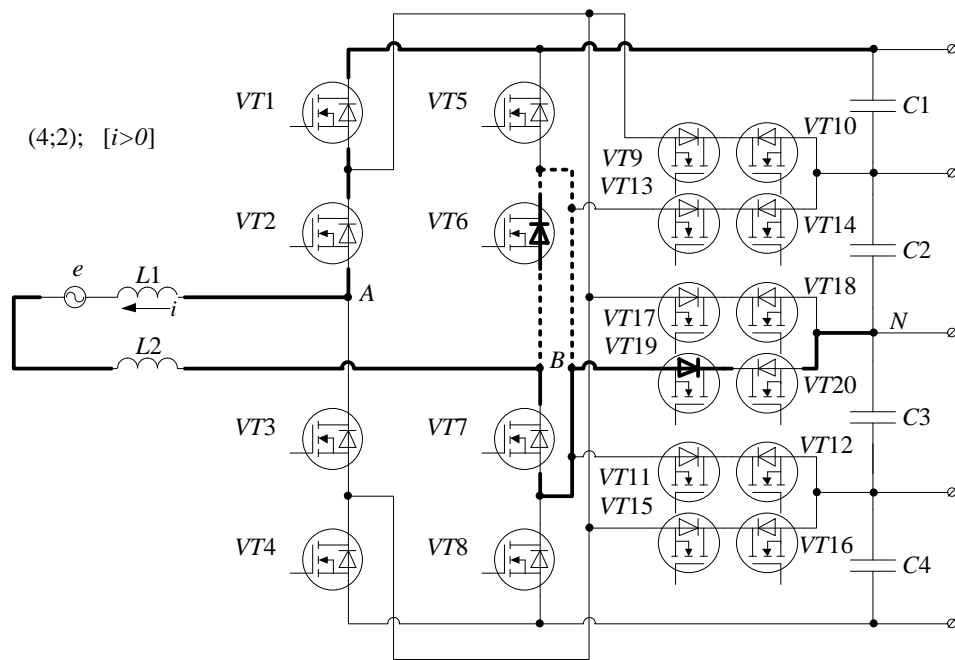 VT1
VT5
C1
(4;2); [i>0]
VT9
VT10
VT13
VT2
VT6
VT14
C2
e
L1
i
A
VT17
VT18
N
VT19
L2
B
VT20
VT3
VT7
C3
VT11
VT12
VT15
VT4
VT8
VT16
C4